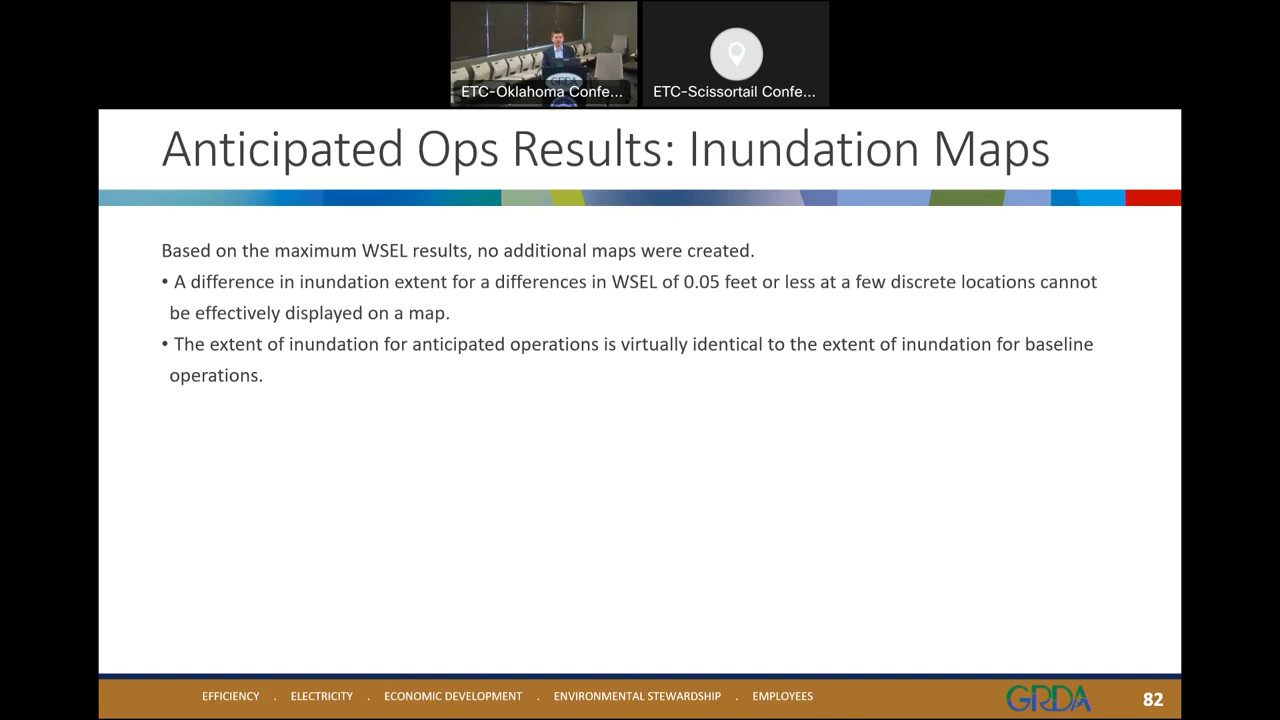 ETC-Oklahoma Confe...
ETC-Scissortail Confe...
GRDA
Anticipated Ops Results: Inundation Maps
Based on the maximum WSEL results, no additional maps were created.
• A difference in inundation extent for a differences in WSEL of 0.05 feet or less at a few discrete locations cannot
be effectively displayed on a map.
• The extent of inundation for anticipated operations is virtually identical to the extent of inundation for baseline
operations.
EFFICIENCY . ELECTRICITY . ECONOMIC DEVELOPMENT . ENVIRONMENTAL STEWARDSHIP . EMPLOYEES
GRDA
82